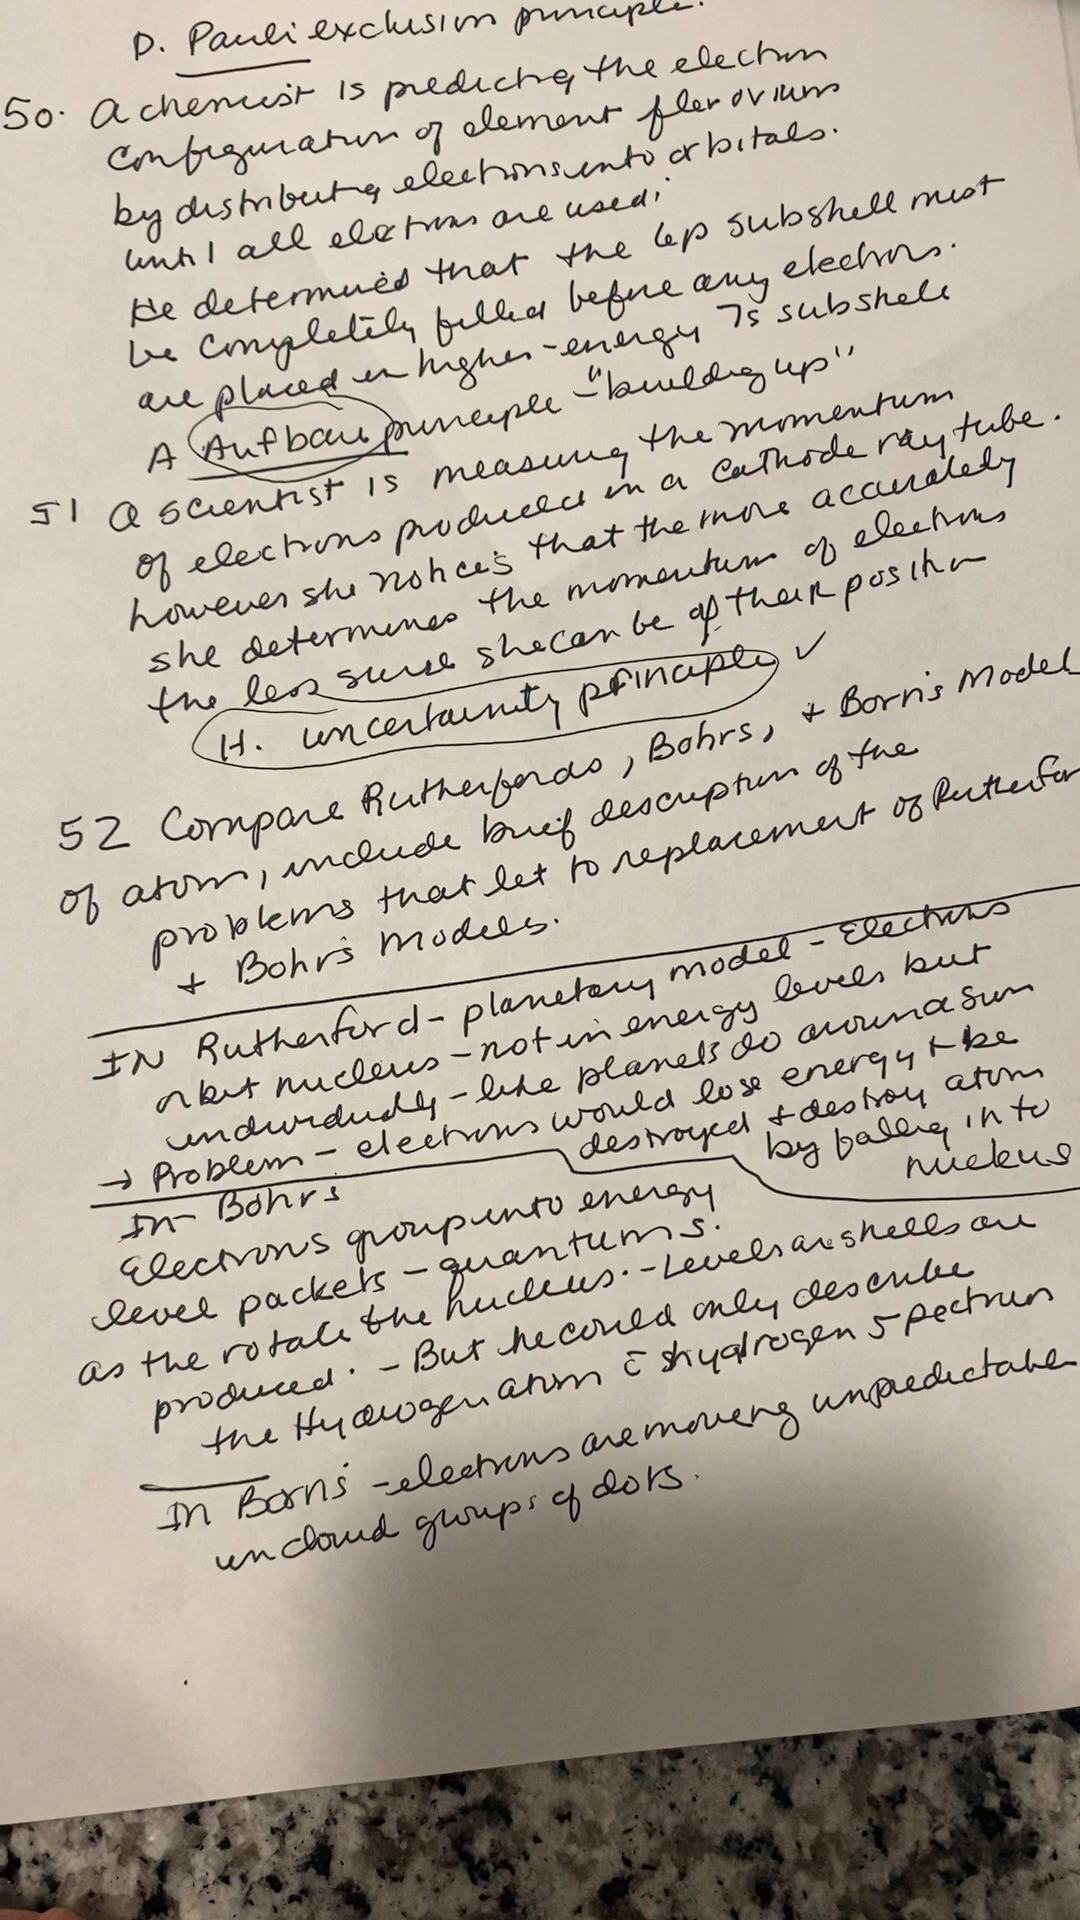 D. Pauli exclusion principle.
50. A chemist is predicting the electron
configuration of element flerovium
by distributing electrons into orbitals.
until all electrons are used.
He determined that the 6p subshell must
be completely filled before any electrons.
are placed in higher-energy 7s subshell
A Aufbau principle - "building up"
51 a scientist is measuring the momentum
of electrons produced in a cathode ray tube.
however she notices that the more accurately
she determines the momentum of electrons
the less sure she can be of their position
H. uncertainty principle ✓
52 Compare Rutherfords, Bohrs, + Born's Model
of atom, include brief description of the
problems that let to replacement of Rutherfor
+ Bohr's Models.
IN Rutherford - planetary model - Electrons
orbit nucleus - not in energy levels but
individually - like planets do around a sun
→ Problem - electrons would lose energy + be
destroyed + destroy atom
by falling in to
nucleus
In Bohrs
Electrons group into energy
level packets - quantums.
as the rotate the nucleus. - Levels are shells are
produced. - But he could only describe
the Hydrogen atom c̄ Hydrogen spectrum
In Borns - electrons are moving unpredictable
in cloud groups of dots.